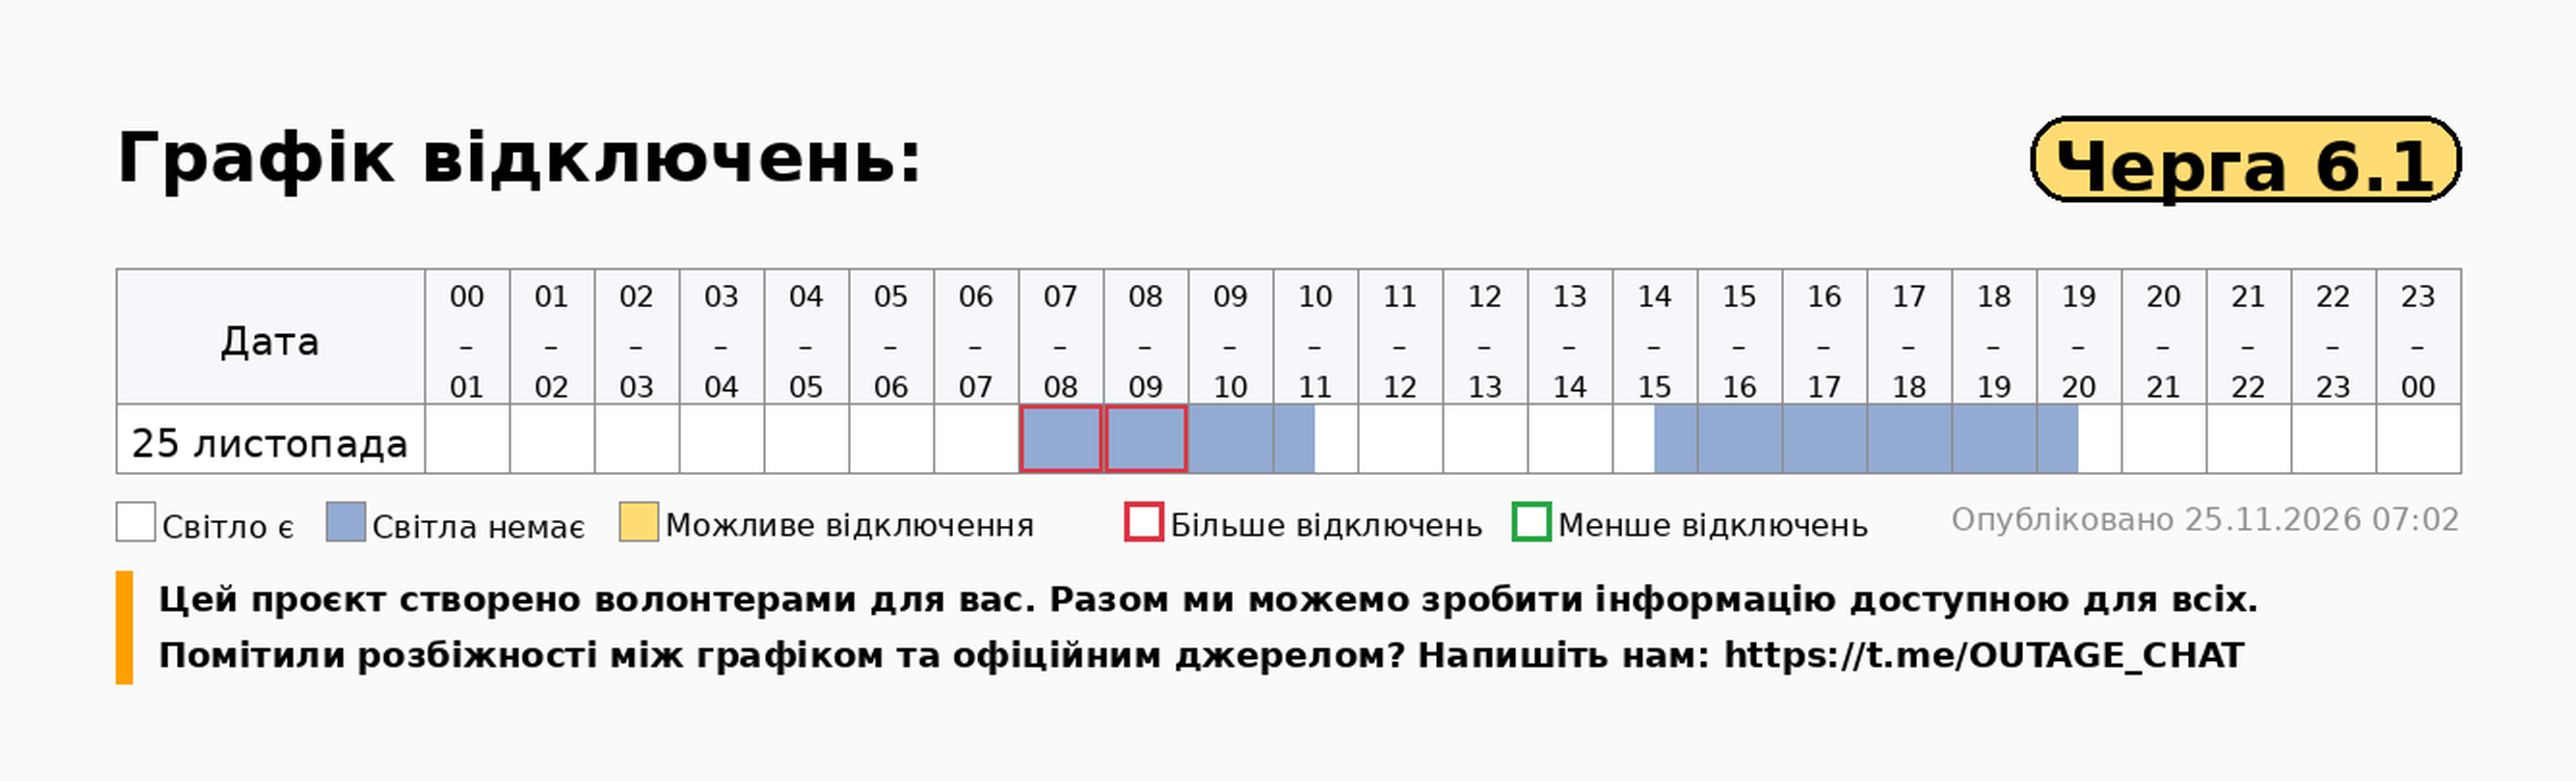 Графік відключень:
Черга 6.1
Дата
00 – 01
01 – 02
02 – 03
03 – 04
04 – 05
05 – 06
06 – 07
07 – 08
08 – 09
09 – 10
10 – 11
11 – 12
12 – 13
13 – 14
14 – 15
15 – 16
16 – 17
17 – 18
18 – 19
19 – 20
20 – 21
21 – 22
22 – 23
23 – 00
25 листопада
Світло є
Світла немає
Можливе відключення
Більше відключень
Менше відключень
Опубліковано 25.11.2026 07:02
Цей проєкт створено волонтерами для вас. Разом ми можемо зробити інформацію доступною для всіх.
Помітили розбіжності між графіком та офіційним джерелом? Напишіть нам: https://t.me/OUTAGE_CHAT